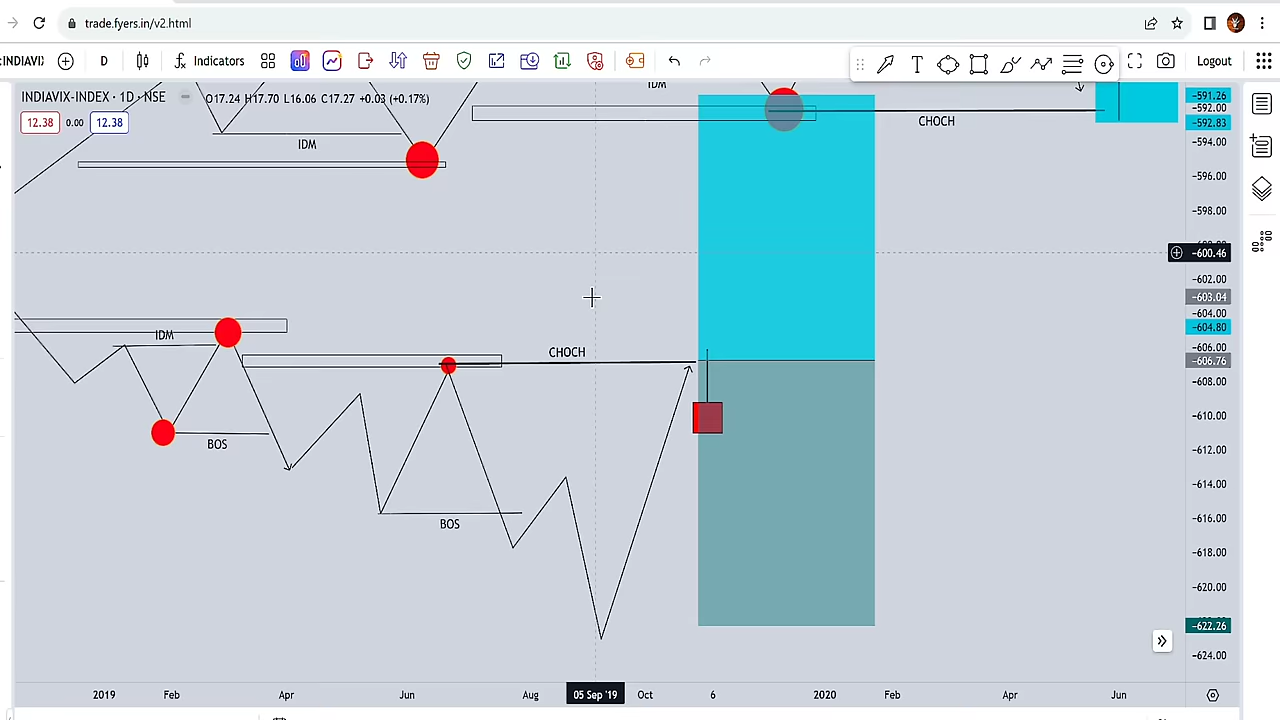 trade.fyers.in/v2.html
:INDIAVI) D Indicators Logout
INDIAVIX-INDEX · 1D · NSE O17.24 H17.70 L16.06 C17.27 +0.03 (+0.17%)
12.38 0.00 12.38
IDM
IDM
CHOCH
IDM
BOS
CHOCH
BOS
-591.26
-592.00
-592.83
-594.00
-596.00
-598.00
-600.46
-602.00
-603.04
-604.00
-604.80
-606.00
-606.76
-608.00
-610.00
-612.00
-614.00
-616.00
-618.00
-620.00
-622.26
-624.00
2019 Feb Apr Jun Aug 05 Sep '19 Oct 6 2020 Feb Apr Jun